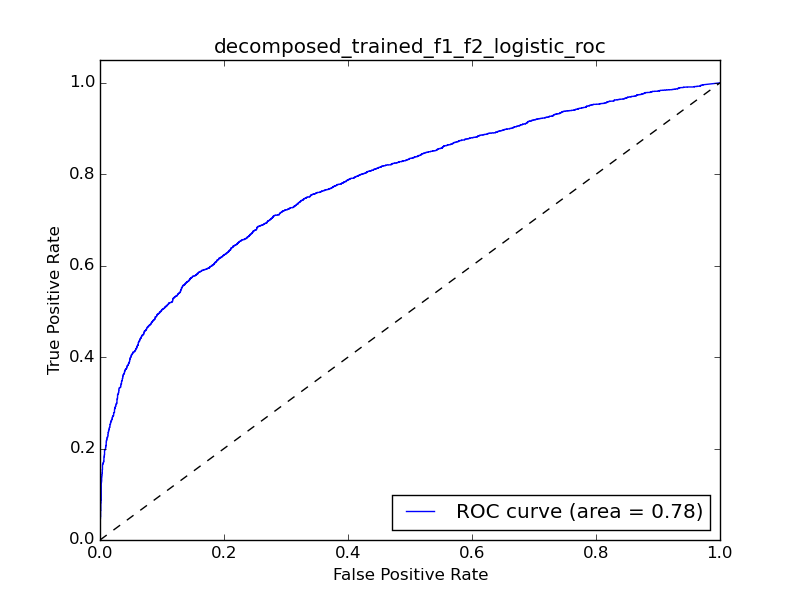 decomposed_trained_f1_f2_logistic_roc
1.0
0.8
0.6
0.4
0.2
0.0
True Positive Rate
0.0 0.2 0.4 0.6 0.8 1.0
False Positive Rate
ROC curve (area = 0.78)